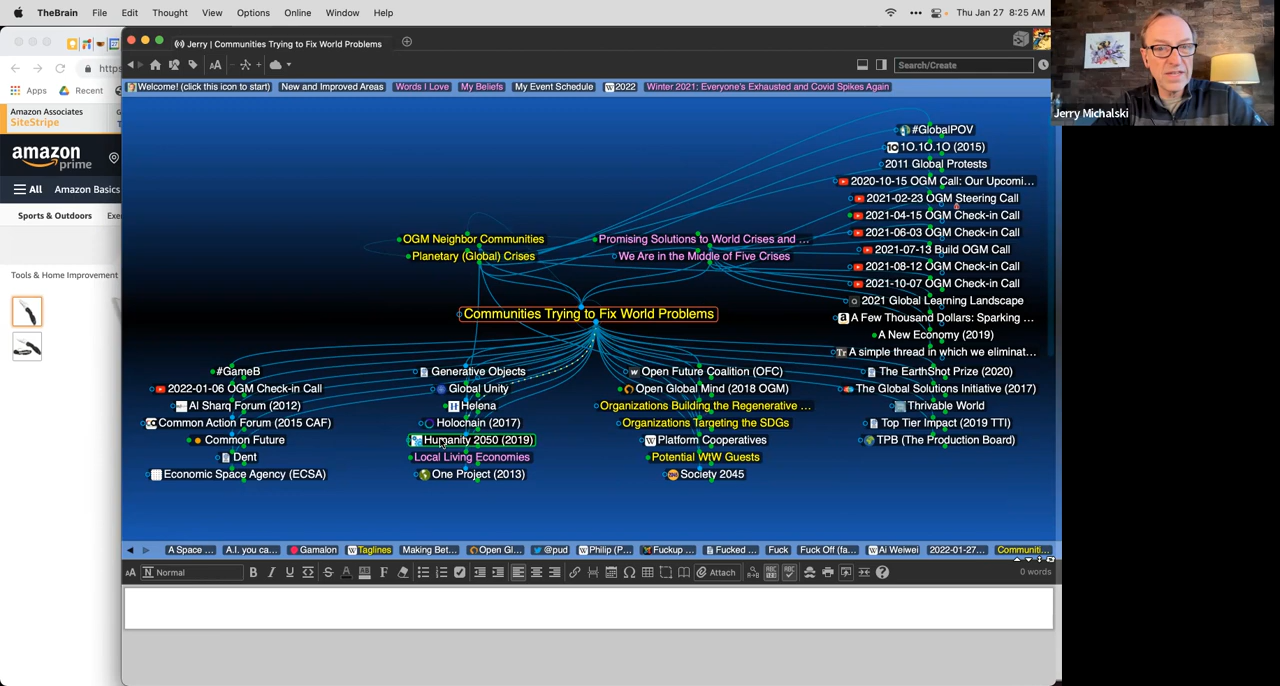 TheBrain File Edit Thought View Options Online Window Help
Thu Jan 27 8:25 AM
Jerry | Communities Trying to Fix World Problems
https
AA
Search/Create
Apps
Recent
Welcome! (click this icon to start) New and Improved Areas Words I Love My Beliefs My Event Schedule 2022 Winter 2021: Everyone's Exhausted and Covid Spikes Again
Amazon Associates
SiteStripe
Ge
T
amazon
prime
All Amazon Basics
Sports & Outdoors Exe
Tools & Home Improvement
Jerry Michalski
#GlobalPOV
1O.1O.1O (2015)
2011 Global Protests
2020-10-15 OGM Call: Our Upcomi...
2021-02-23 OGM Steering Call
2021-04-15 OGM Check-in Call
2021-06-03 OGM Check-in Call
2021-07-13 Build OGM Call
2021-08-12 OGM Check-in Call
2021-10-07 OGM Check-in Call
2021 Global Learning Landscape
A Few Thousand Dollars: Sparking ...
A New Economy (2019)
A simple thread in which we eliminat...
OGM Neighbor Communities
Planetary (Global) Crises
Promising Solutions to World Crises and ...
We Are in the Middle of Five Crises
Communities Trying to Fix World Problems
#GameB
2022-01-06 OGM Check-in Call
Al Sharq Forum (2012)
Common Action Forum (2015 CAF)
Common Future
Dent
Economic Space Agency (ECSA)
Generative Objects
Global Unity
Helena
Holochain (2017)
Humanity 2050 (2019)
Local Living Economies
One Project (2013)
Open Future Coalition (OFC)
Open Global Mind (2018 OGM)
Organizations Building the Regenerative ...
Organizations Targeting the SDGs
Platform Cooperatives
Potential WtW Guests
Society 2045
The EarthShot Prize (2020)
The Global Solutions Initiative (2017)
Thrivable World
Top Tier Impact (2019 TTI)
TPB (The Production Board)
A Space ... A.I. you ca... Gamalon Taglines Making Bet... Open Gl... @pud Philip (P... Fuckup ... Fucked ... Fuck Fuck Off (fa... Ai Weiwei 2022-01-27... Communiti...
AA N Normal B I U S A F Attach 0 words